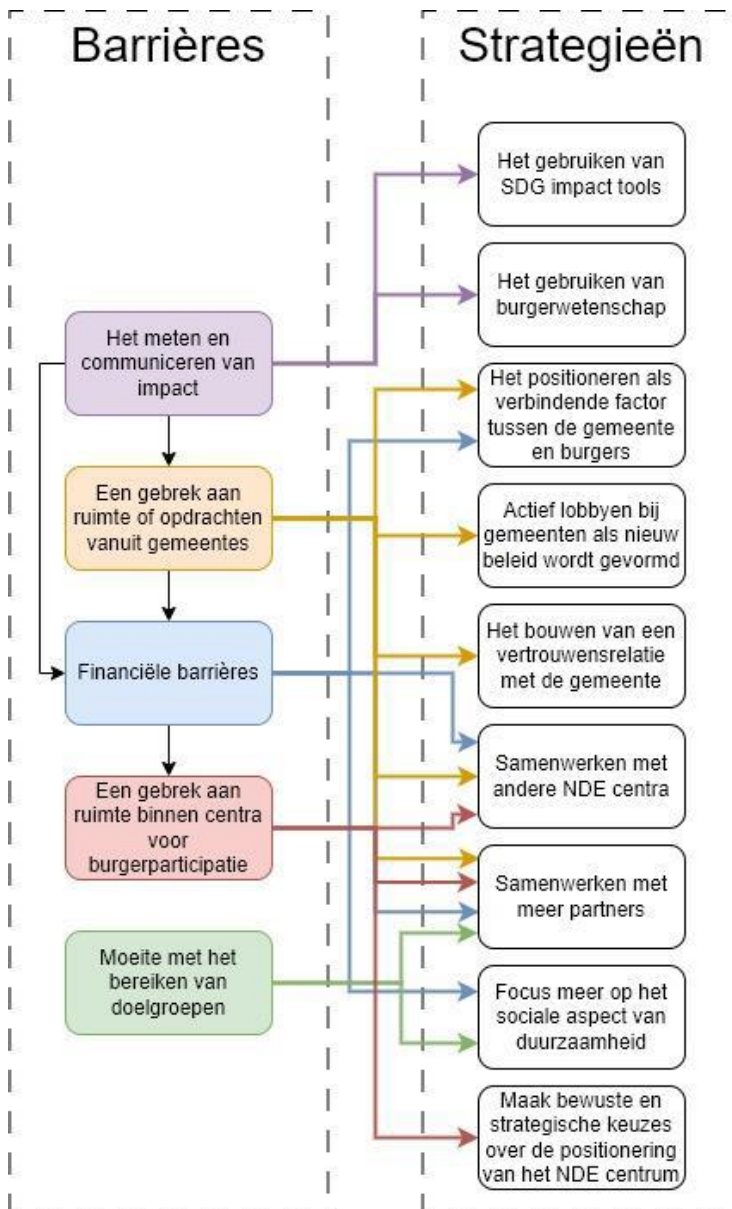 Barrières
Het meten en
communiceren van
impact
Een gebrek aan
ruimte of opdrachten
vanuit gemeentes
Financiële barrières
Een gebrek aan
ruimte binnen centra
voor
burgerparticipatie
Moeite met het
bereiken van
doelgroepen
Strategieën
Het gebruiken van
SDG impact tools
Het gebruiken van
burgerwetenschap
Het positioneren als
verbindende factor
tussen de gemeente
en burgers
Actief lobbyen bij
gemeenten als nieuw
beleid wordt gevormd
Het bouwen van een
vertrouwensrelatie
met de gemeente
Samenwerken met
andere NDE centra
Samenwerken met
meer partners
Focus meer op het
sociale aspect van
duurzaamheid
Maak bewuste en
strategische keuzes
over de positionering
van het NDE centrum